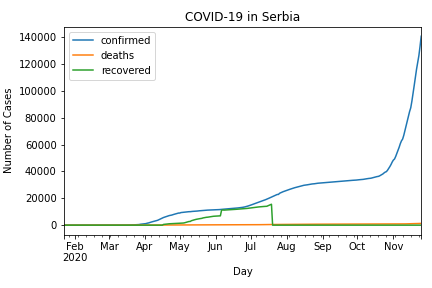 COVID-19 in Serbia
confirmed
deaths
recovered
140000
120000
100000
80000
60000
40000
20000
0
Number of Cases
Feb Mar Apr May Jun Jul Aug Sep Oct Nov
2020
Day